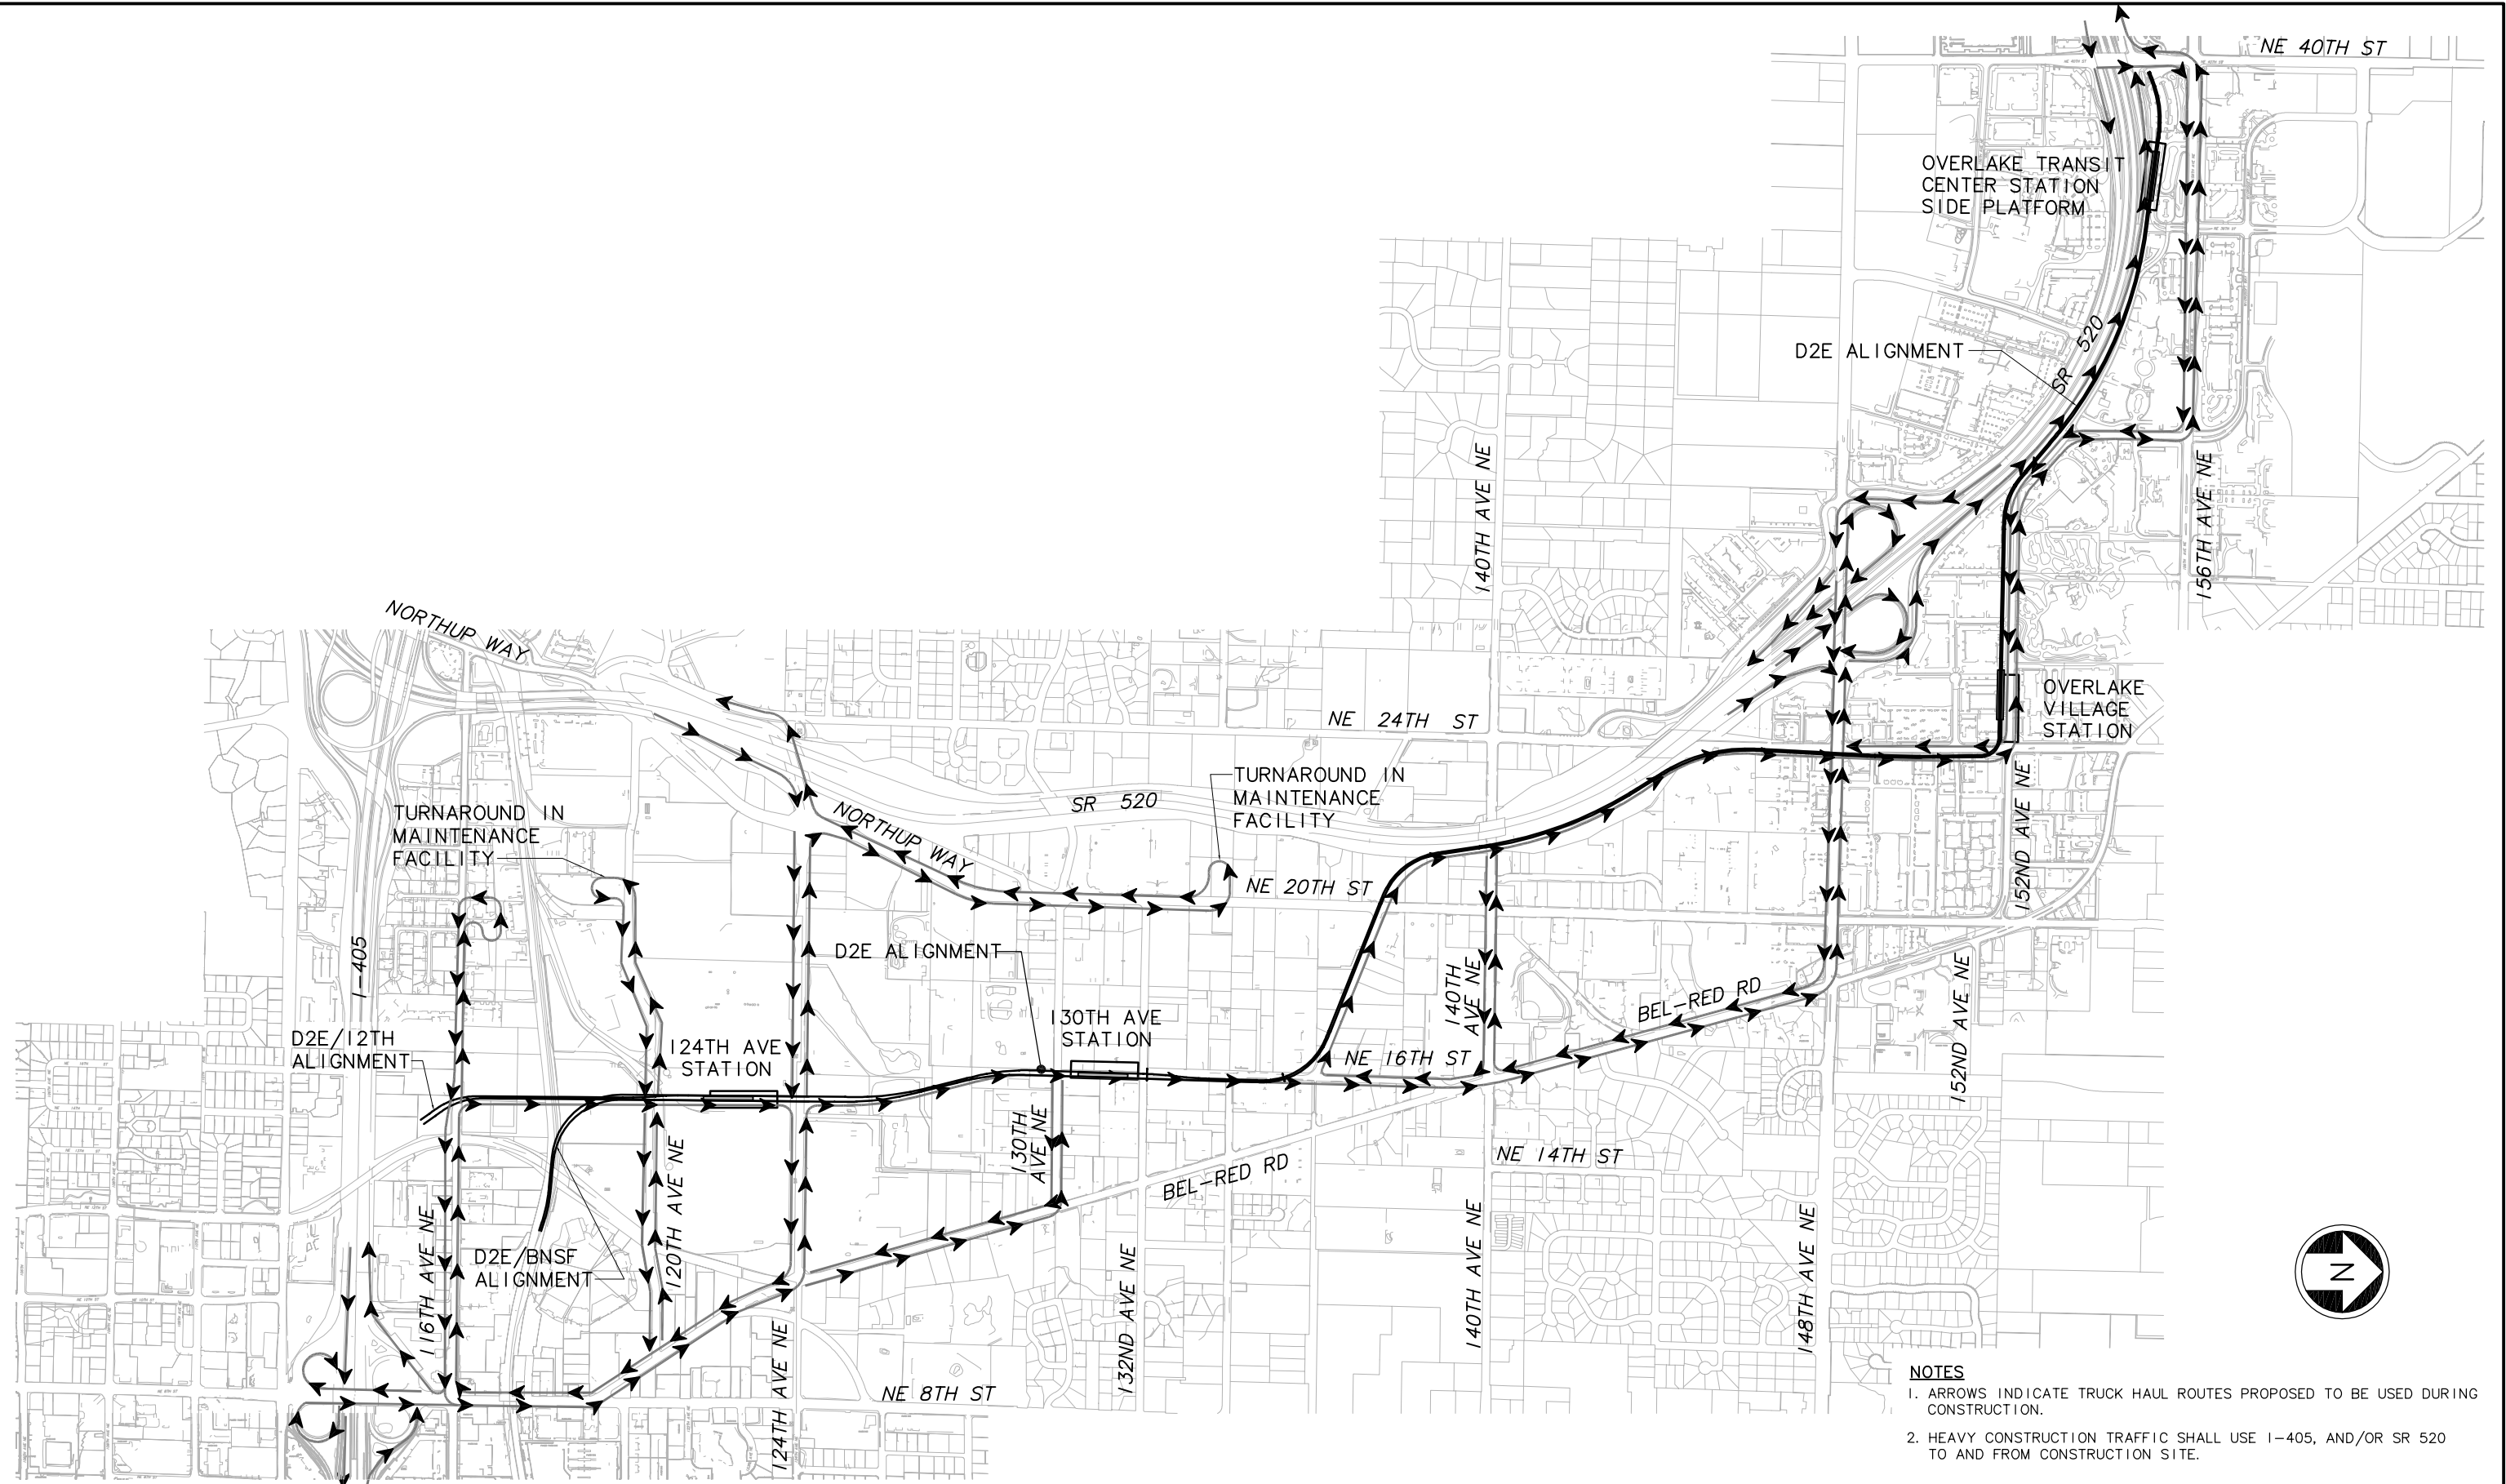 NE 40TH ST
OVERLAKE TRANSIT
CENTER STATION
SIDE PLATFORM
D2E ALIGNMENT
SR 520
140TH AVE NE
156TH AVE NE
NORTHUP WAY
OVERLAKE
VILLAGE
STATION
NE 24TH ST
TURNAROUND IN
MAINTENANCE
FACILITY
SR 520
TURNAROUND IN
MAINTENANCE
FACILITY
NORTHUP WAY
152ND AVE NE
NE 20TH ST
I-405
D2E ALIGNMENT
140TH
AVE NE
BEL-RED RD
152ND AVE NE
D2E/12TH
ALIGNMENT
124TH AVE
STATION
130TH AVE
STATION
NE 16TH ST
130TH
AVE NE
NE 14TH ST
BEL-RED RD
120TH AVE NE
116TH AVE NE
D2E/BNSF
ALIGNMENT
132ND AVE NE
140TH AVE NE
148TH AVE NE
N
124TH AVE NE
NE 8TH ST
NOTES
1. ARROWS INDICATE TRUCK HAUL ROUTES PROPOSED TO BE USED DURING
CONSTRUCTION.
2. HEAVY CONSTRUCTION TRAFFIC SHALL USE I-405, AND/OR SR 520
TO AND FROM CONSTRUCTION SITE.